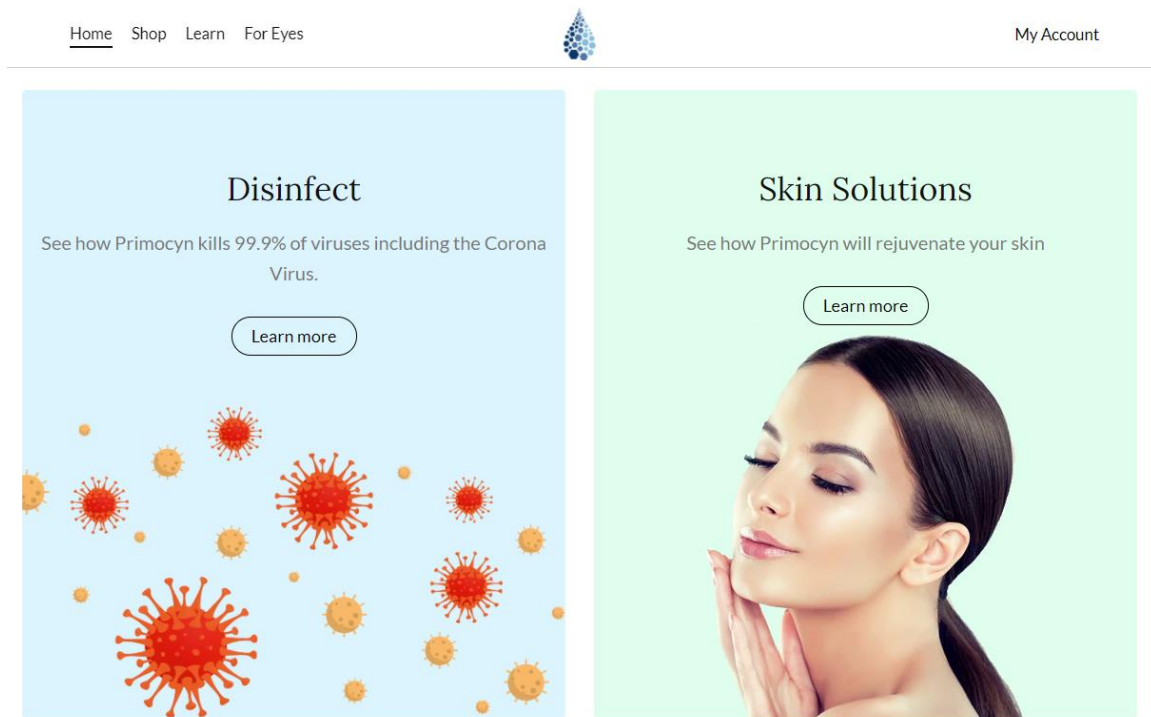 Home Shop Learn For Eyes
My Account
Disinfect
See how Primocyn kills 99.9% of viruses including the Corona
Virus.
Learn more
Skin Solutions
See how Primocyn will rejuvenate your skin
Learn more